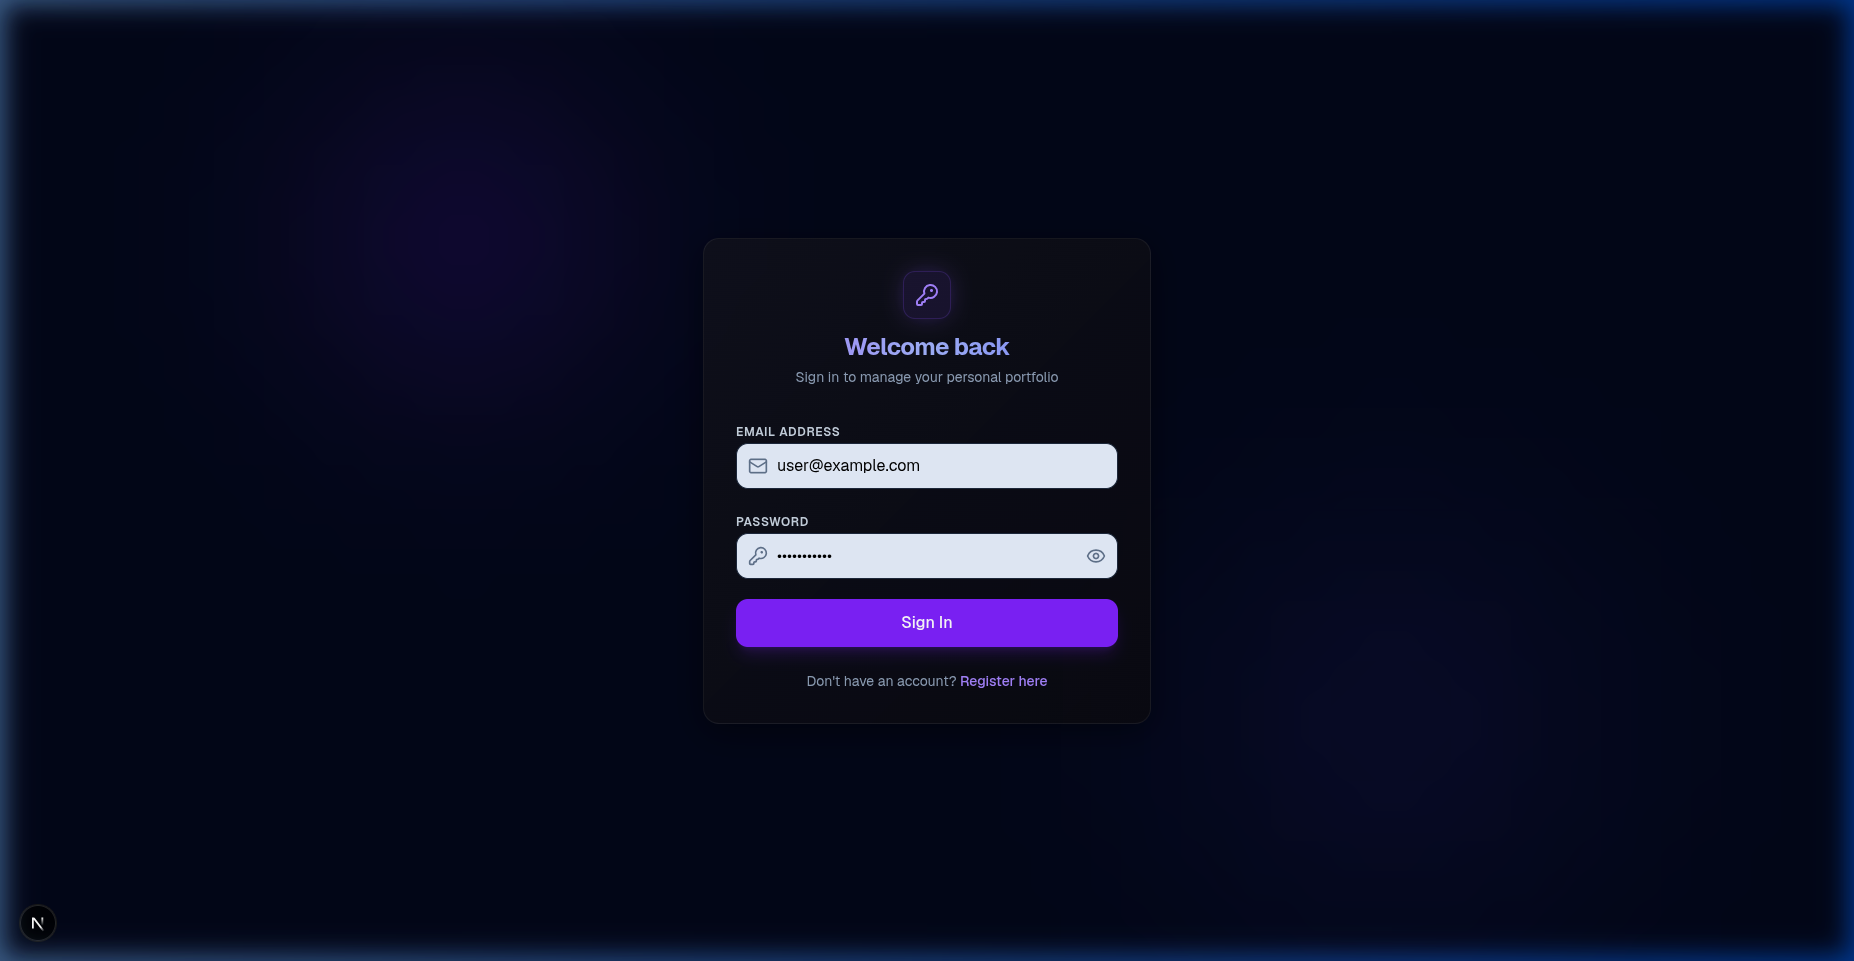 Welcome back
Sign in to manage your personal portfolio
EMAIL ADDRESS
user@example.com
PASSWORD
•••••••••••
Sign In
Don't have an account? Register here
N